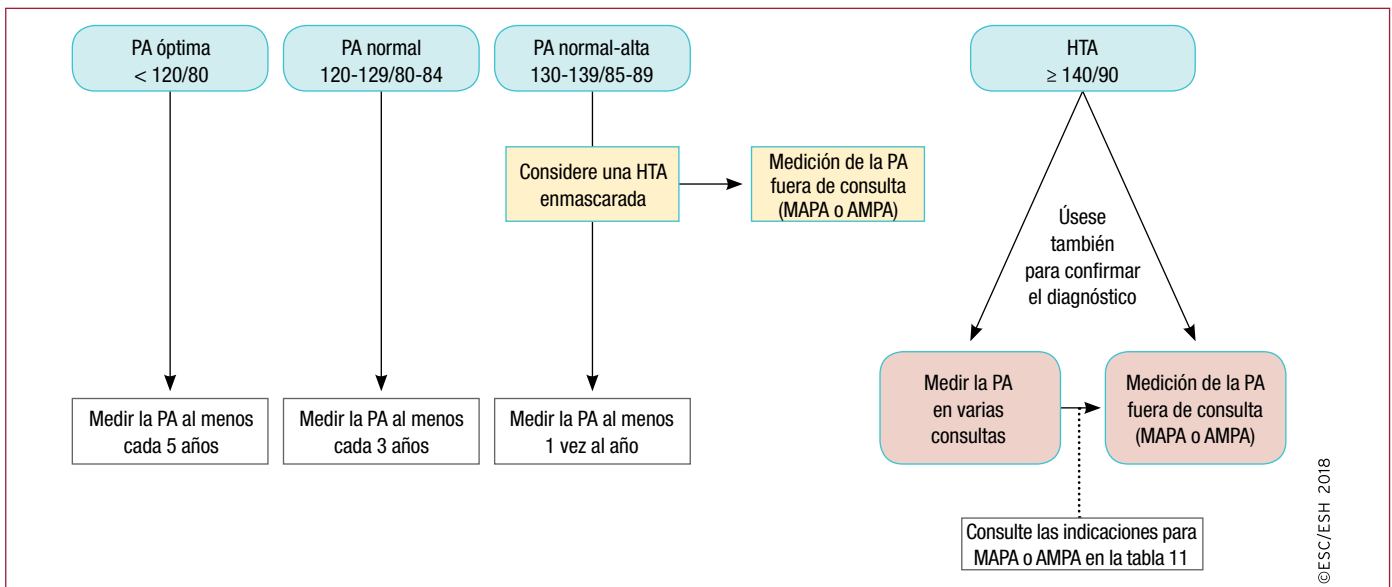 PA óptima
< 120/80
PA normal
120-129/80-84
PA normal-alta
130-139/85-89
HTA
≥ 140/90
Considere una HTA
enmascarada
Medición de la PA
fuera de consulta
(MAPA o AMPA)
Úsese
también
para confirmar
el diagnóstico
Medir la PA al menos
cada 5 años
Medir la PA al menos
cada 3 años
Medir la PA al menos
1 vez al año
Medir la PA
en varias
consultas
Medición de la PA
fuera de consulta
(MAPA o AMPA)
Consulte las indicaciones para
MAPA o AMPA en la tabla 11
©ESC/ESH 2018